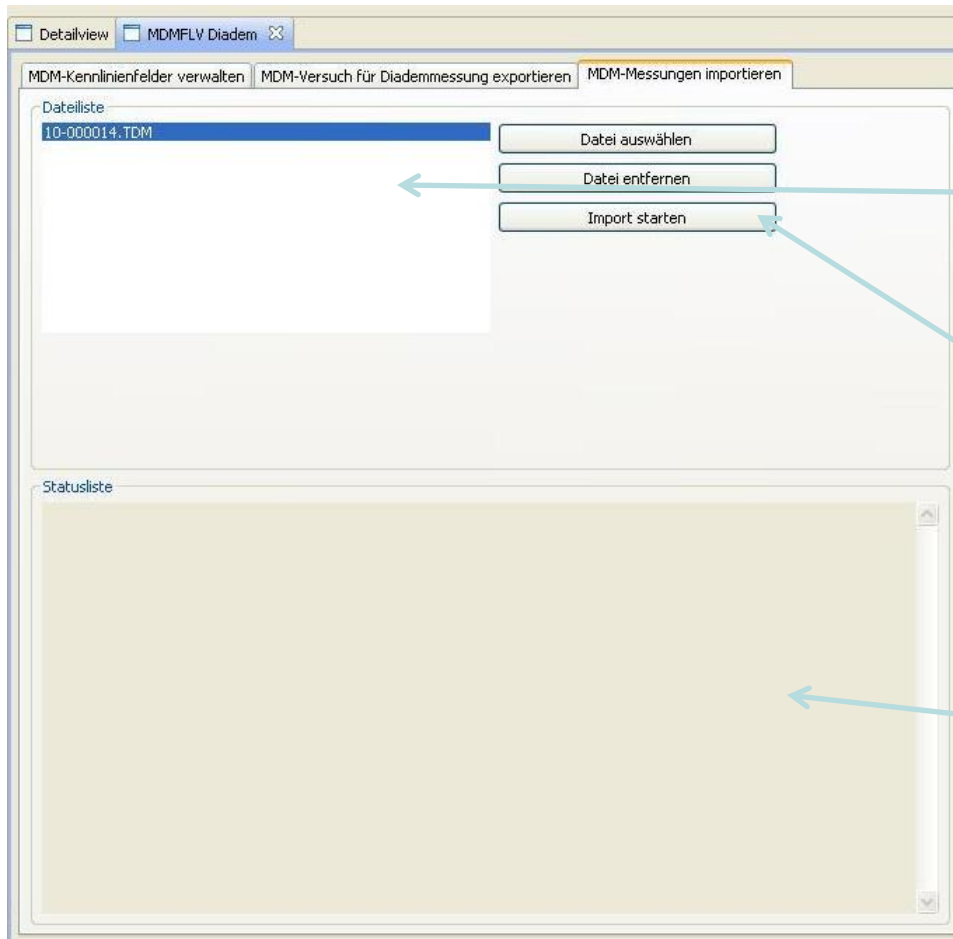 Detailview MDMFLV Diadem
MDM-Kennlinienfelder verwalten MDM-Versuch für Diademmessung exportieren MDM-Messungen importieren
Dateiliste
10-000014.TDM
Datei auswählen
Datei entfernen
Import starten
Statusliste